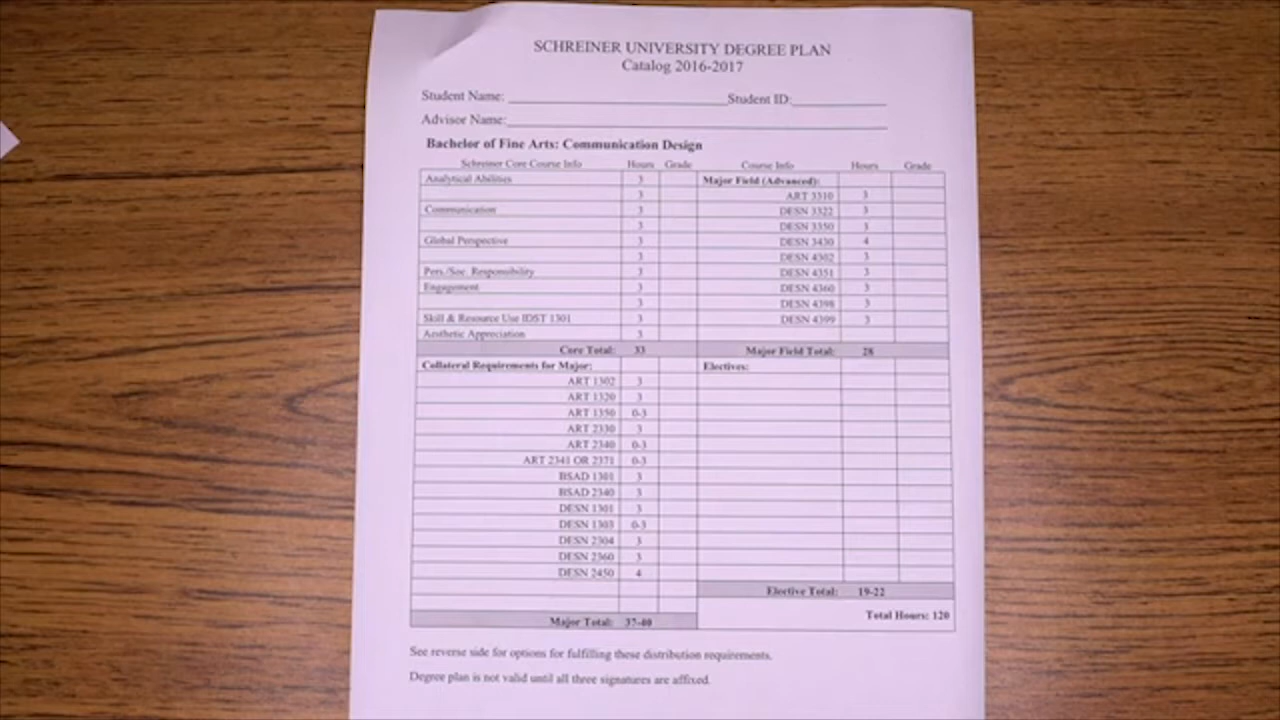 SCHREINER UNIVERSITY DEGREE PLAN
Catalog 2016-2017
Student Name: Student ID:
Advisor Name:
Bachelor of Fine Arts: Communication Design
Schreiner Core Course Info Hours Grade
Analytical Abilities 3
3
Communication 3
3
Global Perspective 3
3
Pers./Soc. Responsibility 3
Engagement 3
3
Skill & Resource Use IDST 1301 3
Aesthetic Appreciation 3
Core Total: 33
Collateral Requirements for Major:
ART 1302 3
ART 1320 3
ART 1350 0-3
ART 2330 3
ART 2340 0-3
ART 2341 OR 2371 0-3
BSAD 1301 3
BSAD 2340 3
DESN 1301 3
DESN 1303 0-3
DESN 2304 3
DESN 2360 3
DESN 2450 4
Major Total: 37-40
Course Info Hours Grade
Major Field (Advanced):
ART 3310 3
DESN 3322 3
DESN 3350 3
DESN 3430 4
DESN 4302 3
DESN 4351 3
DESN 4360 3
DESN 4398 3
DESN 4399 3
Major Field Total: 28
Electives:
Elective Total: 19-22
Total Hours: 120
See reverse side for options for fulfilling these distribution requirements.
Degree plan is not valid until all three signatures are affixed.